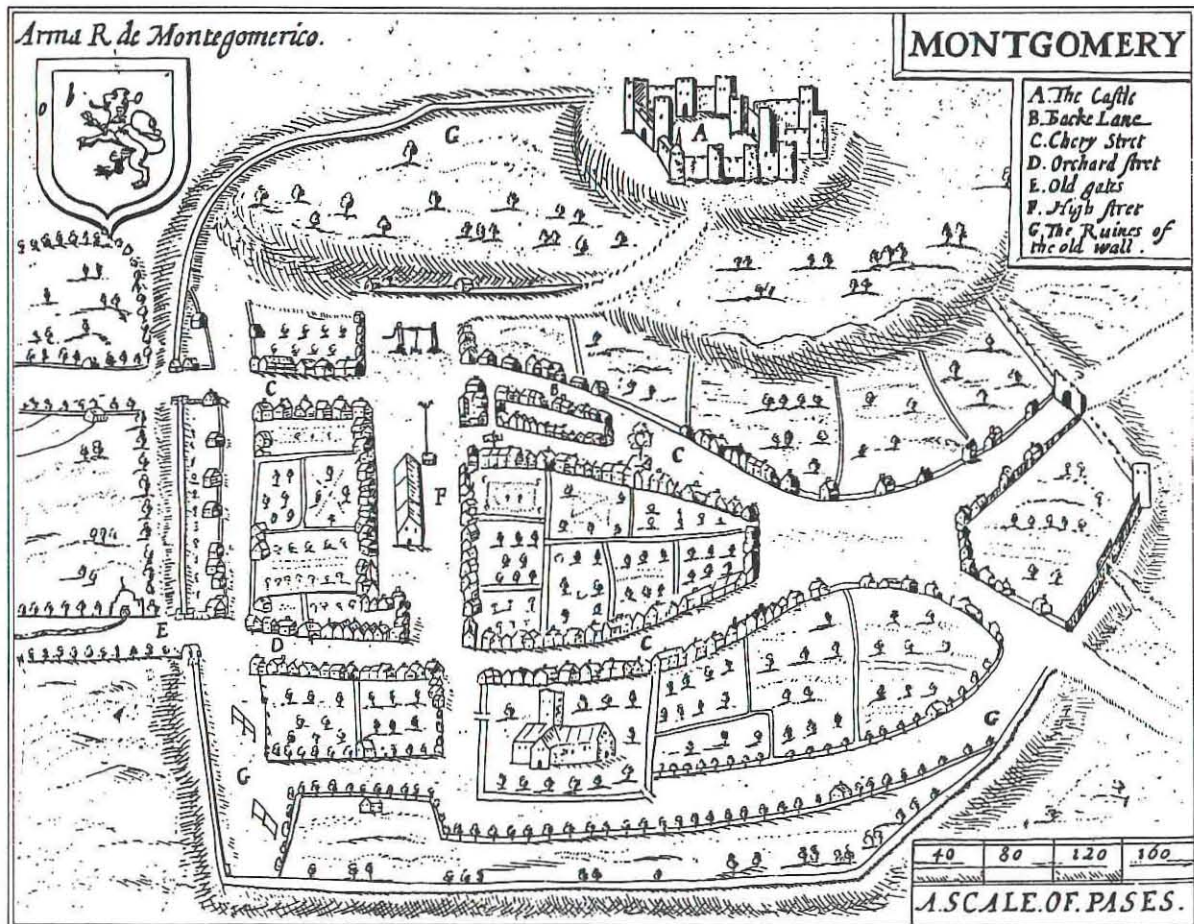 Arma R. de Montegomerico.
MONTGOMERY
A. The Castle
B. Backe Lane
C. Chery Stret
D. Orchard stret
E. Old gates
F. High stret
G. The Ruines of
the old wall.
o
b
o
G
A
C
B
C
F
E
D
C
G
G
40 80 120 160
A SCALE. OF. PASES.